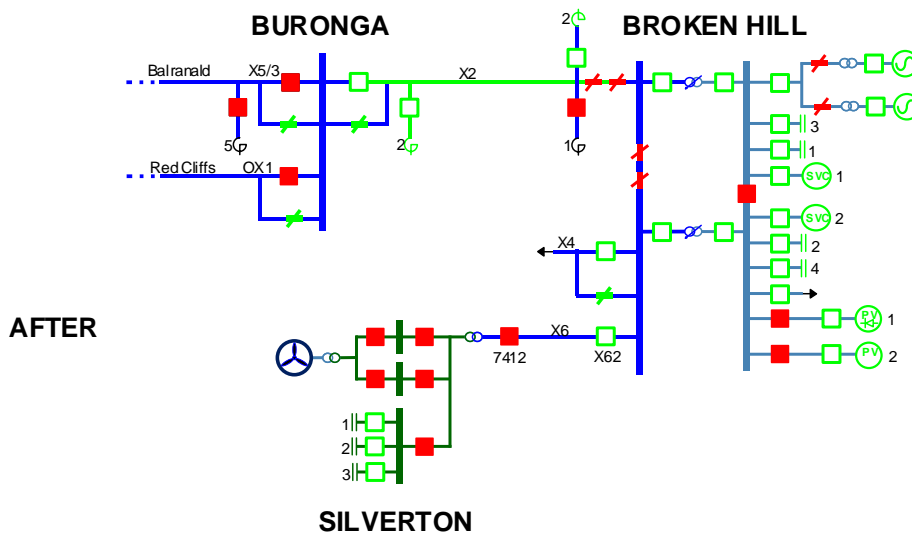 BURONGA
BROKEN HILL
2
Balranald
X5/3
X2
5
2
1
3
1
SVC 1
Red Cliffs
OX1
SVC 2
2
4
X4
AFTER
X6
7412
X62
PV 1
PV 2
1
2
3
SILVERTON